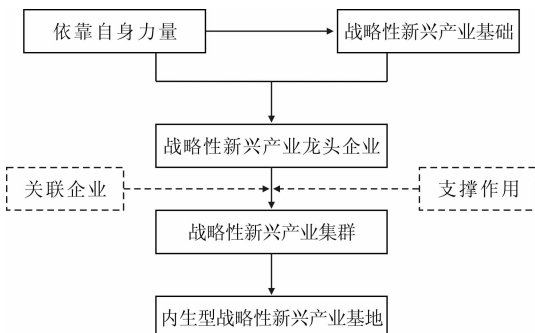 依靠自身力量
战略性新兴产业基础
战略性新兴产业龙头企业
关联企业
支撑作用
战略性新兴产业集群
内生型战略性新兴产业基地